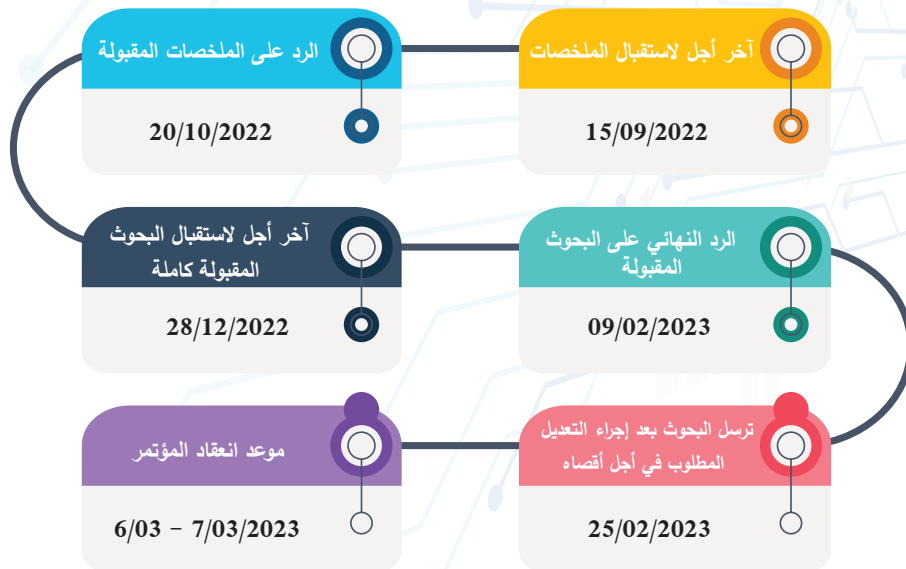 آخر أجل لاستقبال الملخصات
15/09/2022
الرد على الملخصات المقبولة
20/10/2022
آخر أجل لاستقبال البحوث
المقبولة كاملة
28/12/2022
الرد النهائي على البحوث
المقبولة
09/02/2023
ترسل البحوث بعد إجراء التعديل
المطلوب في أجل أقصاه
25/02/2023
موعد انعقاد المؤتمر
6/03 - 7/03/2023